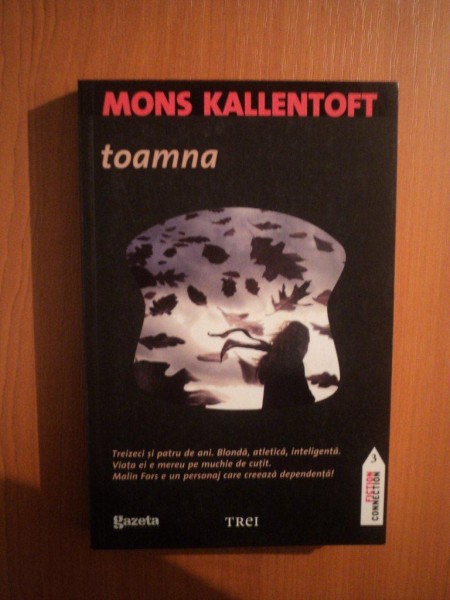 MONS KALLENTOFT
toamna
Treizeci și patru de ani. Blondă, atletică, inteligentă.
Viața ei e mereu pe muchie de cuțit.
Malin Fors e un personaj care creează dependență!
3
FICTION
CONNECTION
gazeta
TREI